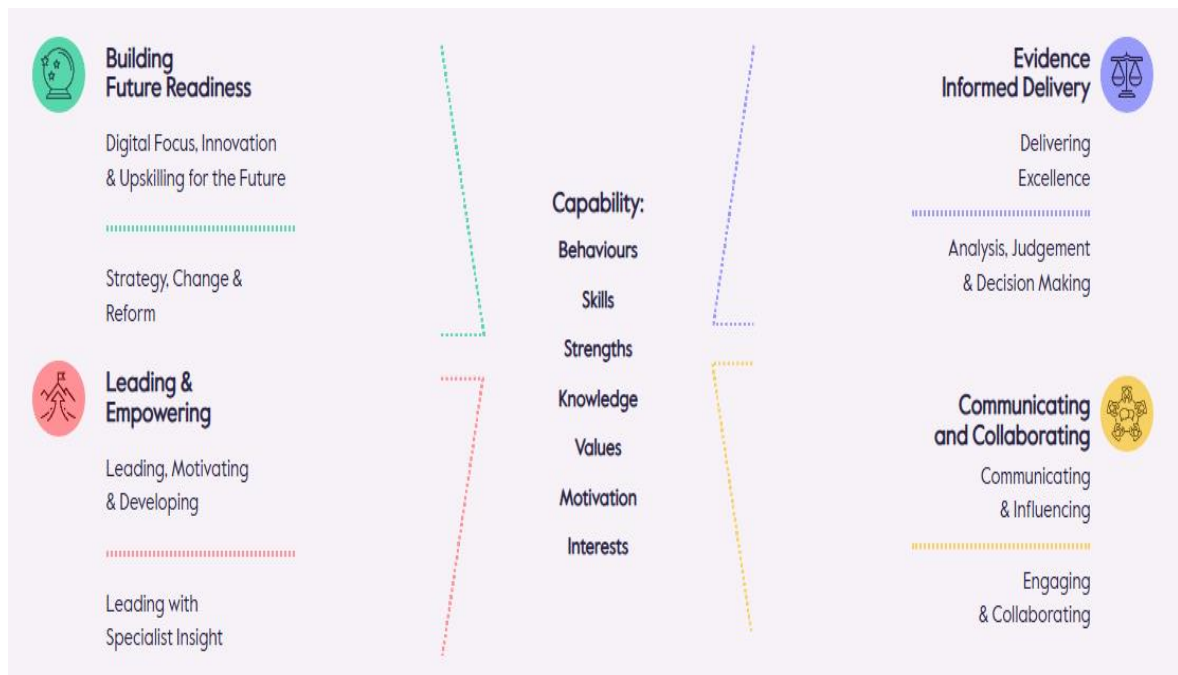 Building
Future Readiness
Digital Focus, Innovation
& Upskilling for the Future
Strategy, Change &
Reform
Leading &
Empowering
Leading, Motivating
& Developing
Leading with
Specialist Insight
Capability:
Behaviours
Skills
Strengths
Knowledge
Values
Motivation
Interests
Evidence
Informed Delivery
Delivering
Excellence
Analysis, Judgement
& Decision Making
Communicating
and Collaborating
Communicating
& Influencing
Engaging
& Collaborating